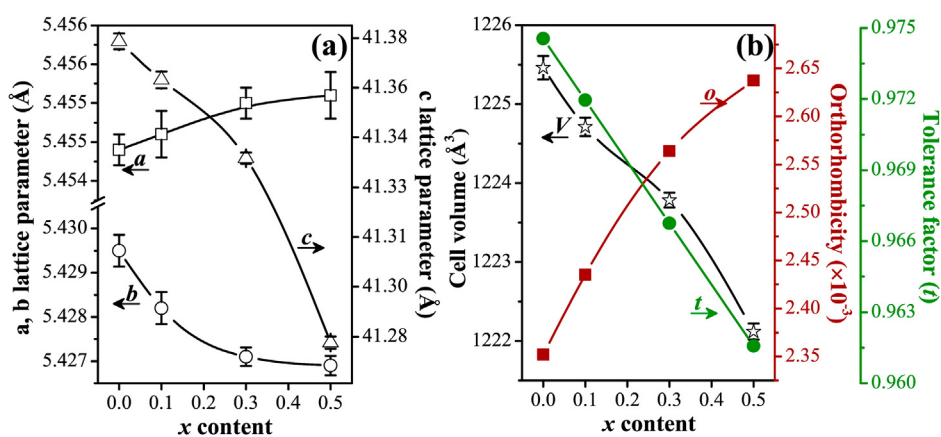 (a)
a, b lattice parameter (Å)
5.456
5.456
5.455
5.455
5.454
5.430
5.429
5.428
5.427
a
b
c
c lattice parameter (Å)
41.38
41.36
41.34
41.33
41.31
41.30
41.28
0.0 0.1 0.2 0.3 0.4 0.5
x content
(b)
Cell volume (Å³
1226
1225
1224
1223
1222
V
o
t
Orthorhombicity (×10⁻³)
2.65
2.60
2.55
2.50
2.45
2.40
2.35
Tolerance factor (t)
0.975
0.972
0.969
0.966
0.963
0.960
0.0 0.1 0.2 0.3 0.4 0.5
x content